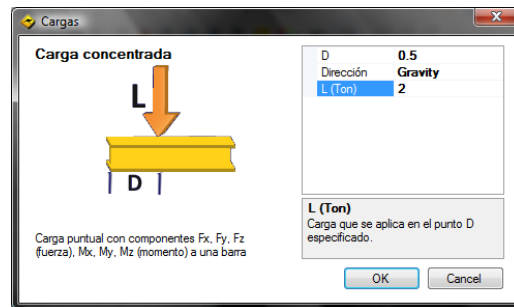 Cargas
Carga concentrada
L
D
Carga puntual con componentes Fx, Fy, Fz
(fuerza), Mx, My, Mz (momento) a una barra
D 0.5
Dirección Gravity
L (Ton) 2
L (Ton)
Carga que se aplica en el punto D
especificado.
OK Cancel